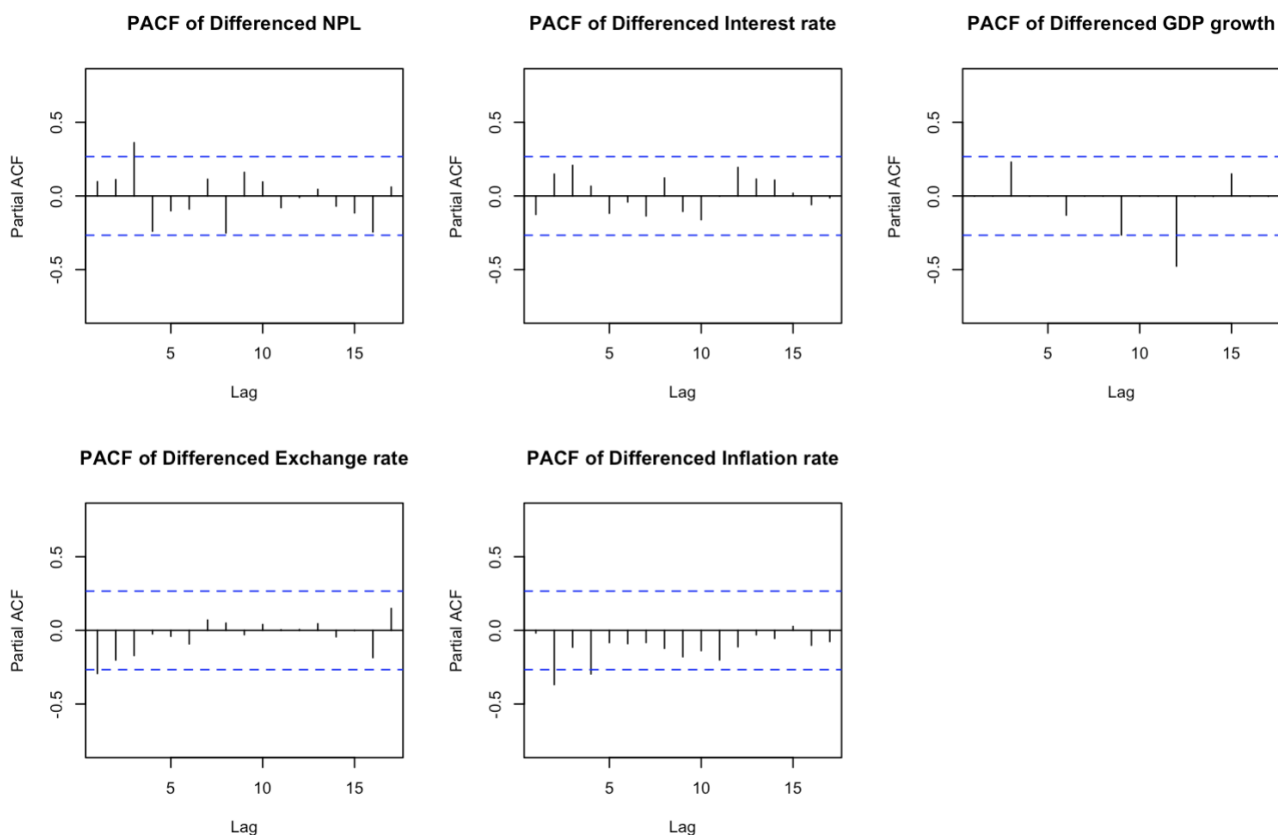 PACF of Differenced NPL
Partial ACF
-0.5 0.0 0.5
5 10 15
Lag
PACF of Differenced Interest rate
Partial ACF
-0.5 0.0 0.5
5 10 15
Lag
PACF of Differenced GDP growth
Partial ACF
-0.5 0.0 0.5
5 10 15
Lag
PACF of Differenced Exchange rate
Partial ACF
-0.5 0.0 0.5
5 10 15
Lag
PACF of Differenced Inflation rate
Partial ACF
-0.5 0.0 0.5
5 10 15
Lag